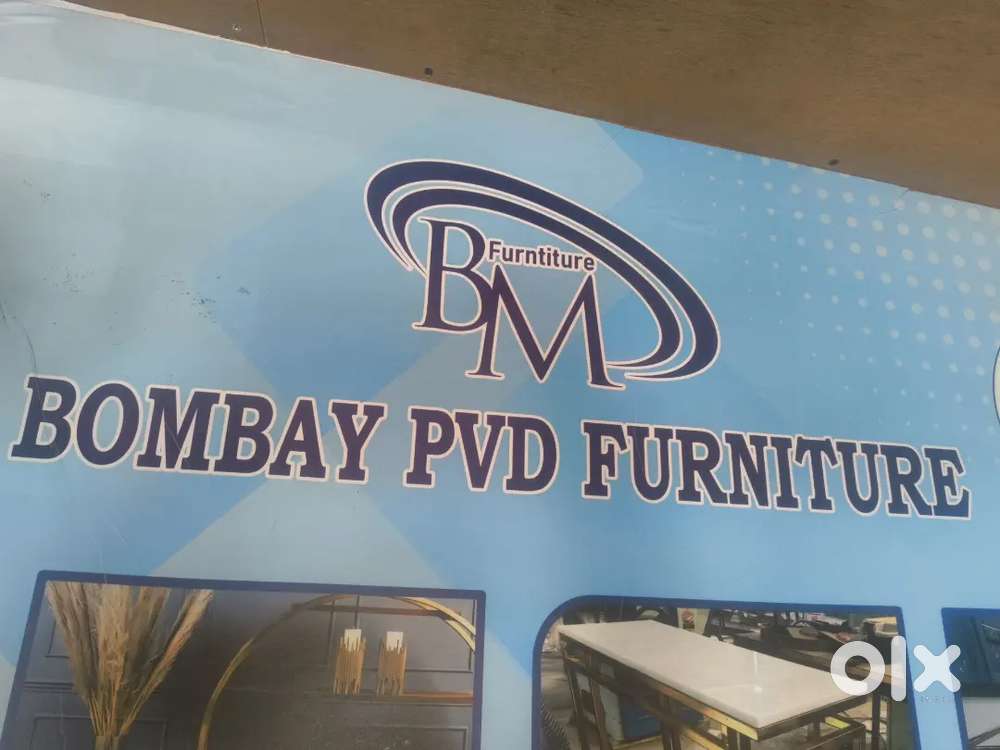 Furntiture
BM
BOMBAY PVD FURNITURE
olx